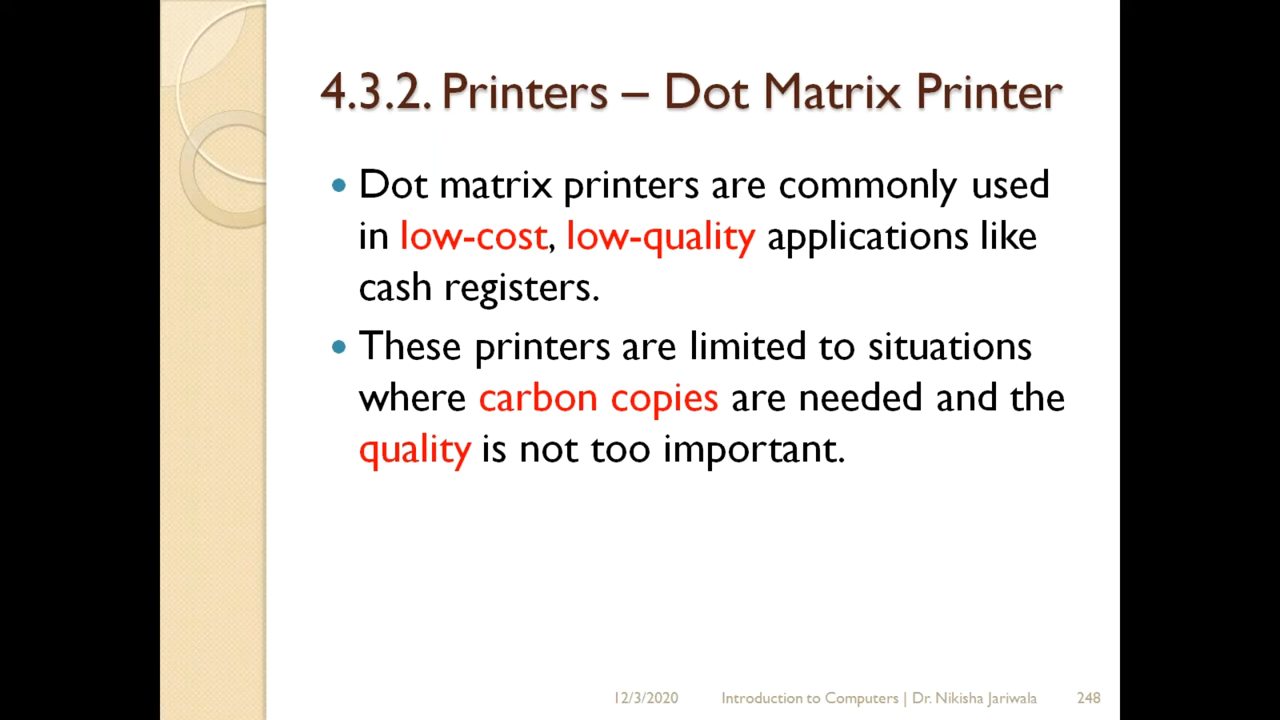 4.3.2. Printers – Dot Matrix Printer
• Dot matrix printers are commonly used
in low-cost, low-quality applications like
cash registers.
• These printers are limited to situations
where carbon copies are needed and the
quality is not too important.
12/3/2020 Introduction to Computers | Dr. Nikisha Jariwala 248